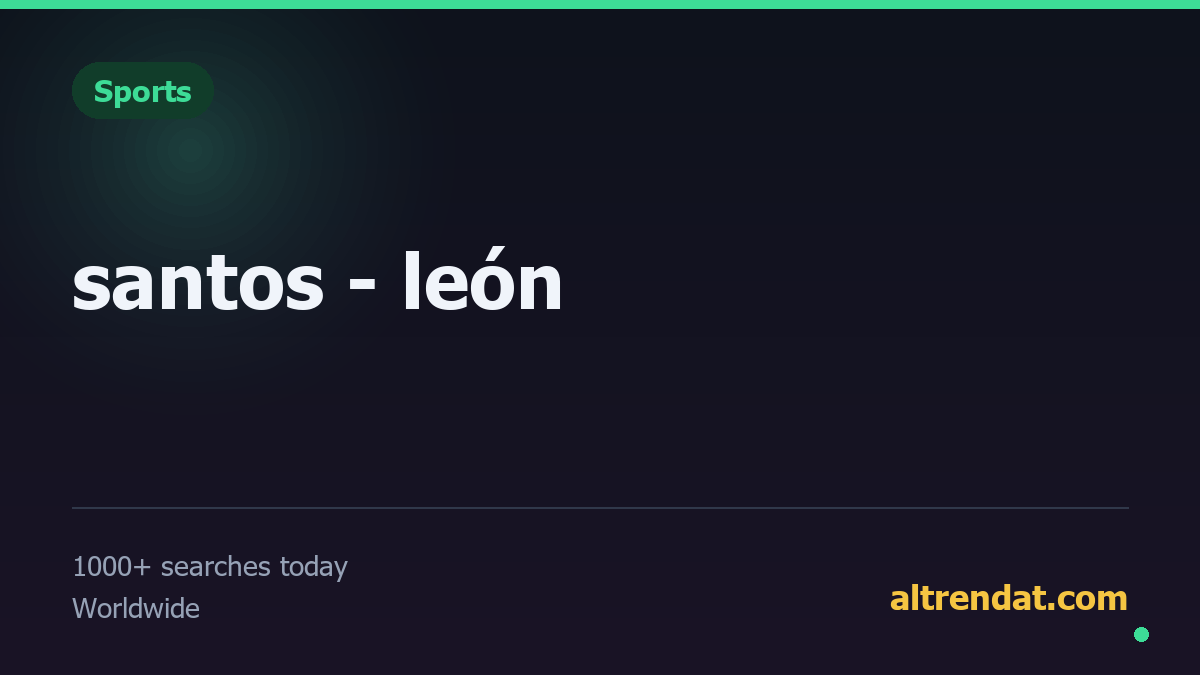 Sports
santos - león
1000+ searches today
Worldwide
altrendat.com